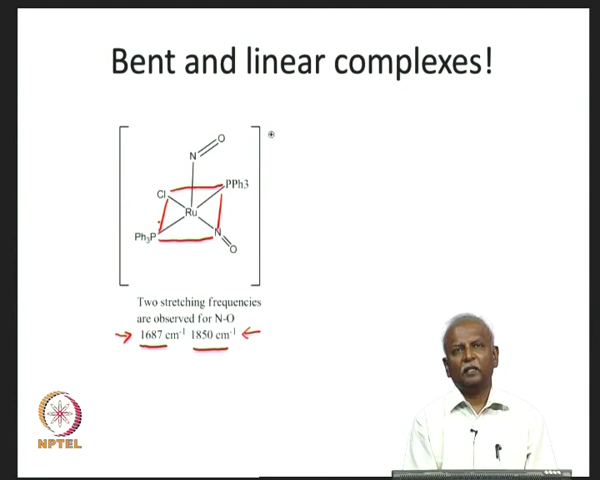 Bent and linear complexes!
⊕
O
N
Cl
PPh3
Ru
Ph3P
N
O
Two stretching frequencies
are observed for N-O
1687 cm-1 1850 cm-1
NPTEL